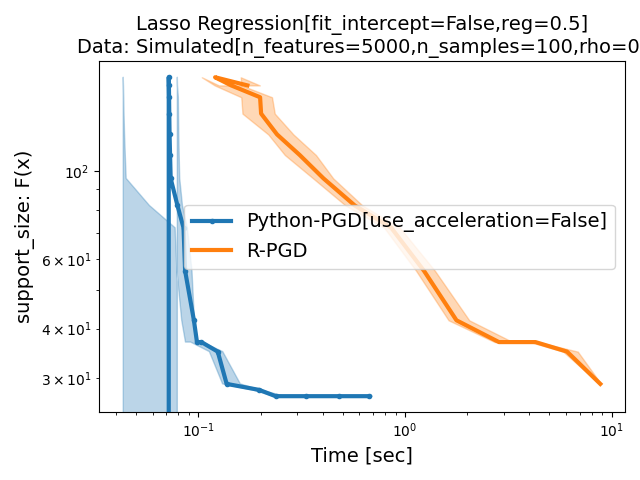 Lasso Regression[fit_intercept=False,reg=0.5]
Data: Simulated[n_features=5000,n_samples=100,rho=0
support_size: F(x)
10²
6 × 10¹
4 × 10¹
3 × 10¹
Python-PGD[use_acceleration=False]
R-PGD
10⁻¹
10⁰
10¹
Time [sec]